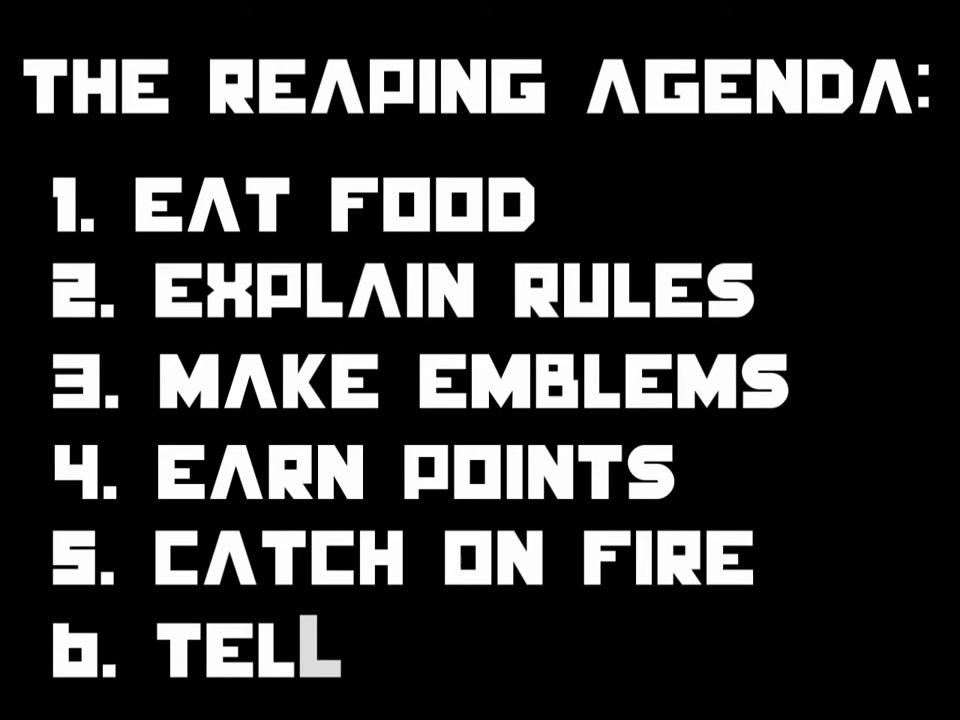 THE REAPING AGENDA:
1. EAT FOOD
2. EXPLAIN RULES
3. MAKE EMBLEMS
4. EARN POINTS
5. CATCH ON FIRE
6. TELL